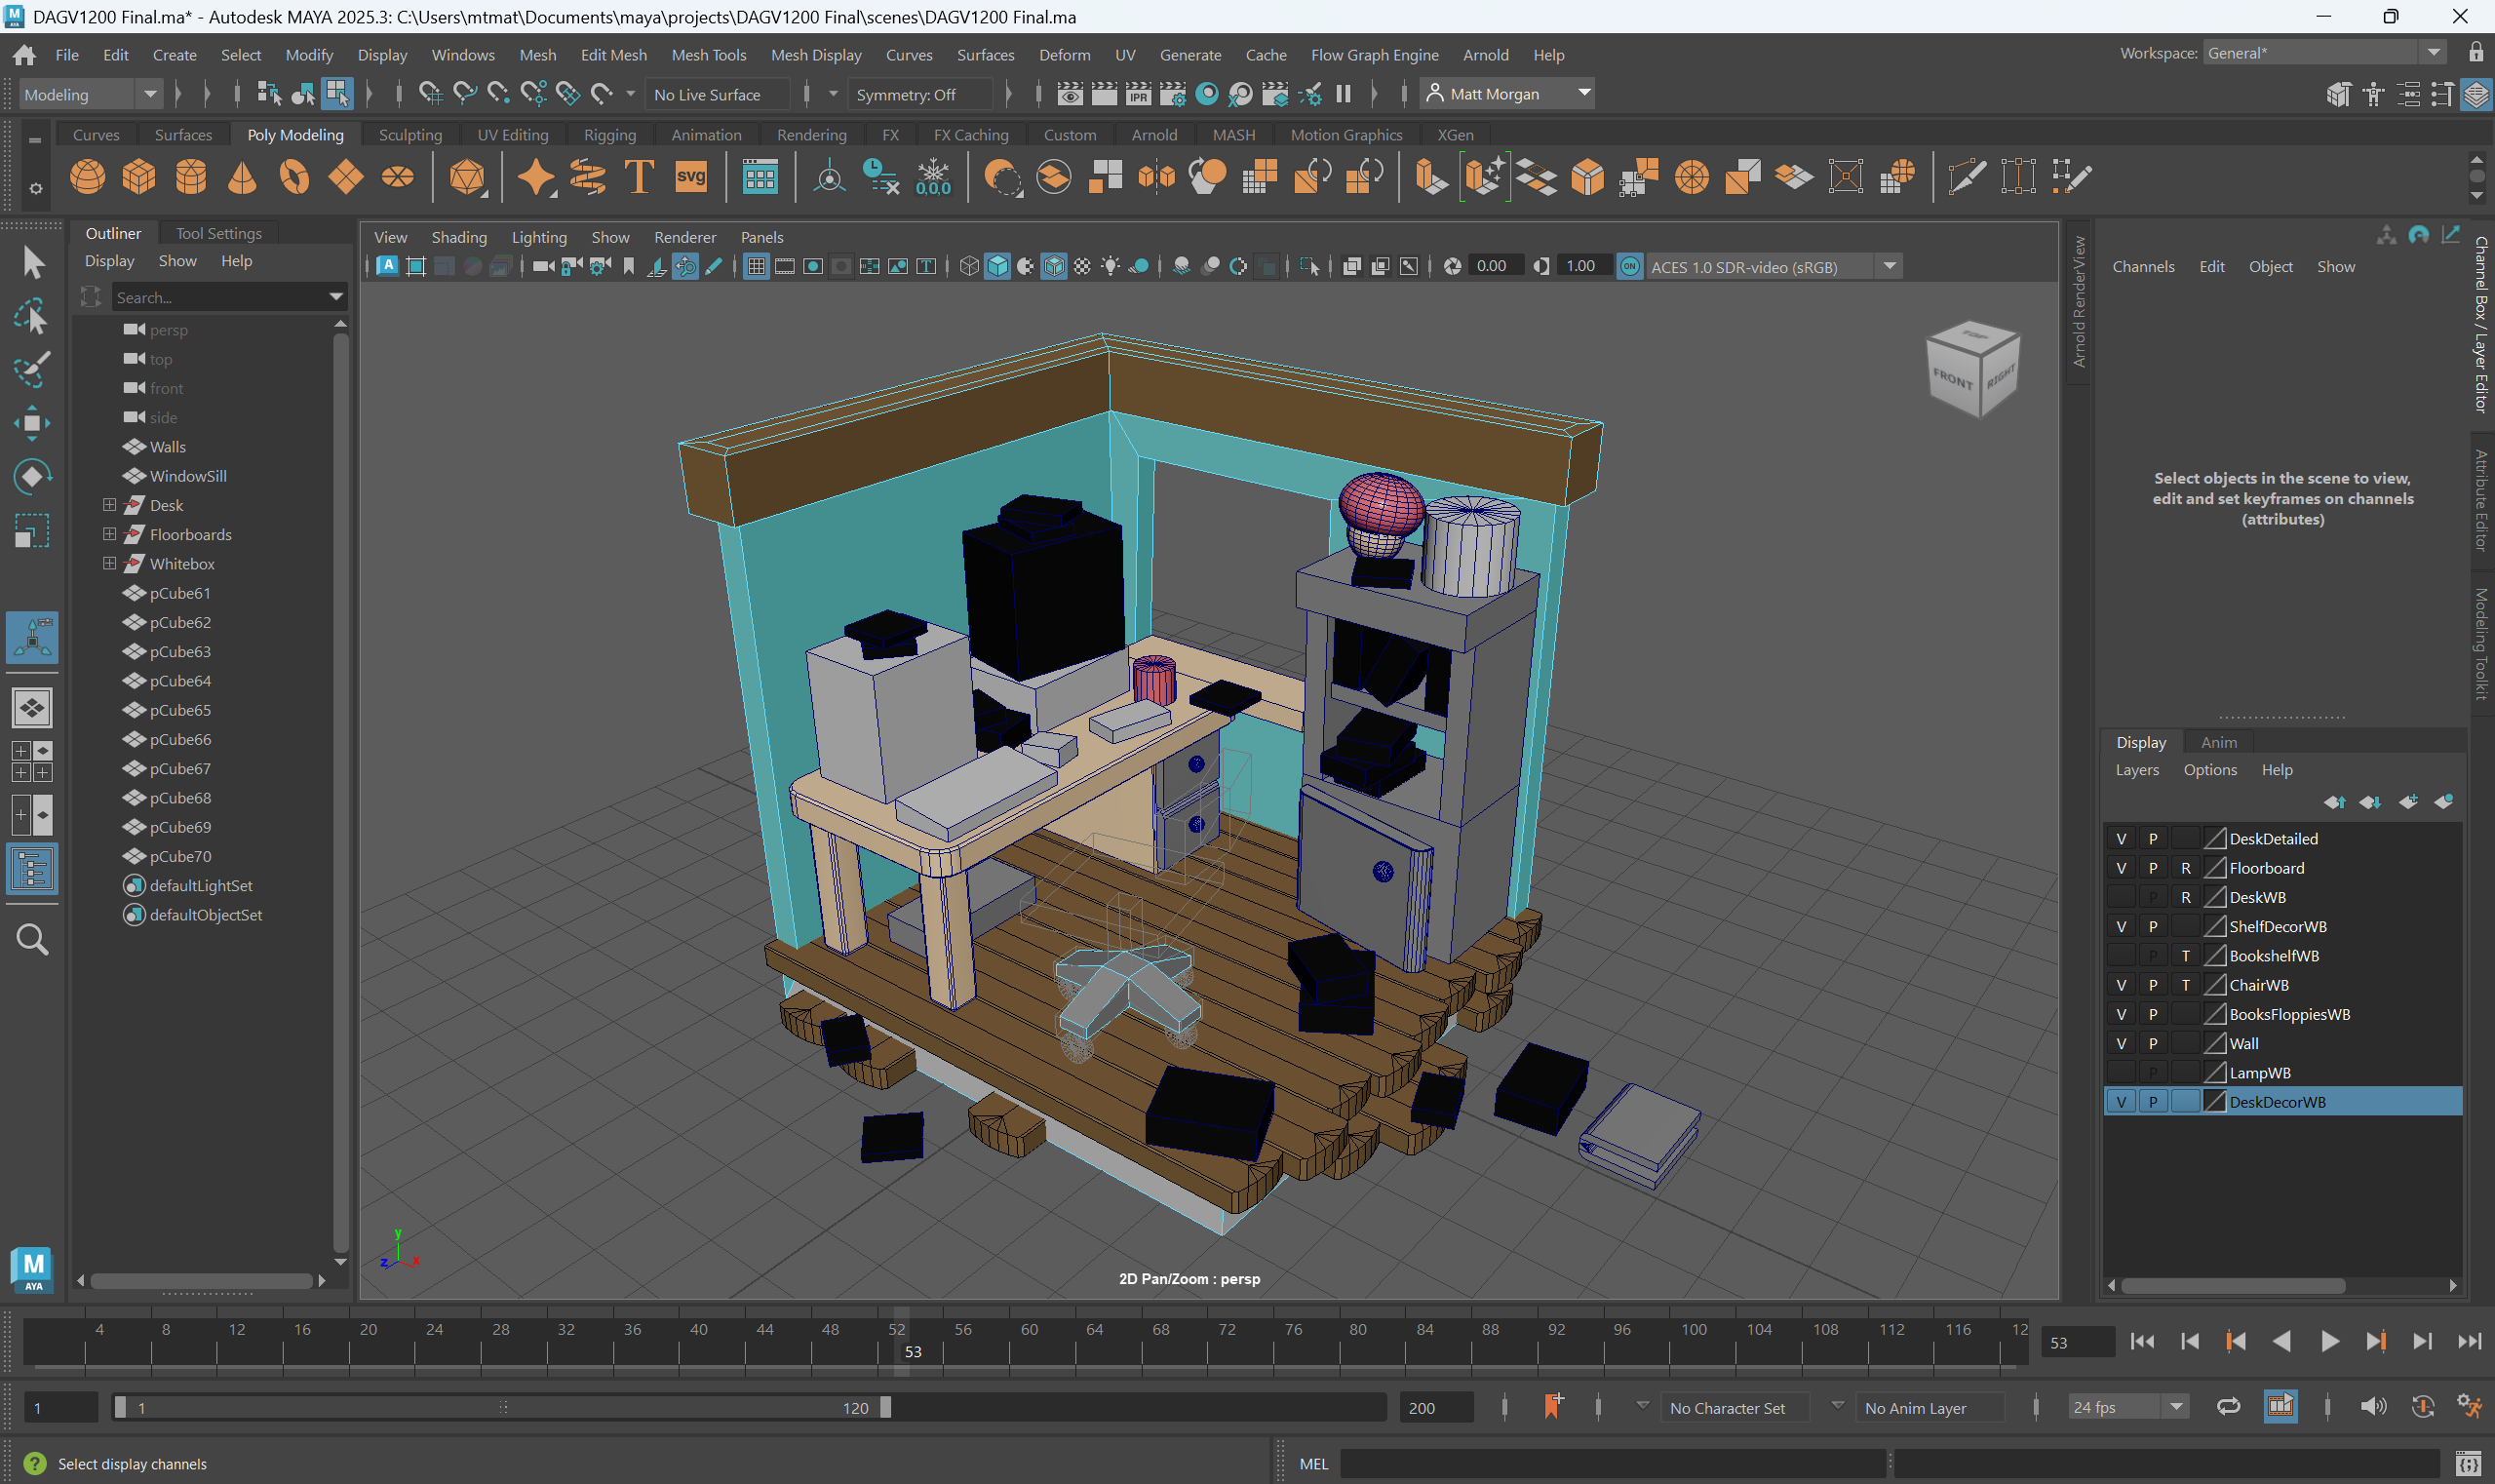 DAGV1200 Final.ma* - Autodesk MAYA 2025.3: C:\Users\mtmat\Documents\maya\projects\DAGV1200 Final\scenes\DAGV1200 Final.ma
File Edit Create Select Modify Display Windows Mesh Edit Mesh Mesh Tools Mesh Display Curves Surfaces Deform UV Generate Cache Flow Graph Engine Arnold Help
Workspace: General*
Modeling No Live Surface Symmetry: Off IPR Matt Morgan
Curves Surfaces Poly Modeling Sculpting UV Editing Rigging Animation Rendering FX FX Caching Custom Arnold MASH Motion Graphics XGen
T svg 0,0,0
Outliner Tool Settings
Display Show Help
Search...
persp
top
front
side
Walls
WindowSill
Desk
Floorboards
Whitebox
pCube61
pCube62
pCube63
pCube64
pCube65
pCube66
pCube67
pCube68
pCube69
pCube70
defaultLightSet
defaultObjectSet
M
AYA
View Shading Lighting Show Renderer Panels
A T 0.00 1.00 ON ACES 1.0 SDR-video (sRGB)
TOP
FRONT RIGHT
y
z x
2D Pan/Zoom : persp
Arnold RenderView
Channels Edit Object Show
Select objects in the scene to view,
edit and set keyframes on channels
(attributes)
Channel Box / Layer Editor
Attribute Editor
Modeling Toolkit
Display Anim
Layers Options Help
V P DeskDetailed
V P R Floorboard
P R DeskWB
V P ShelfDecorWB
P T BookshelfWB
V P T ChairWB
V P BooksFloppiesWB
V P Wall
P LampWB
V P DeskDecorWB
4 8 12 16 20 24 28 32 36 40 44 48 52 56 60 64 68 72 76 80 84 88 92 96 100 104 108 112 116 12
53
53
1 1 120 200 No Character Set No Anim Layer 24 fps
? Select display channels MEL